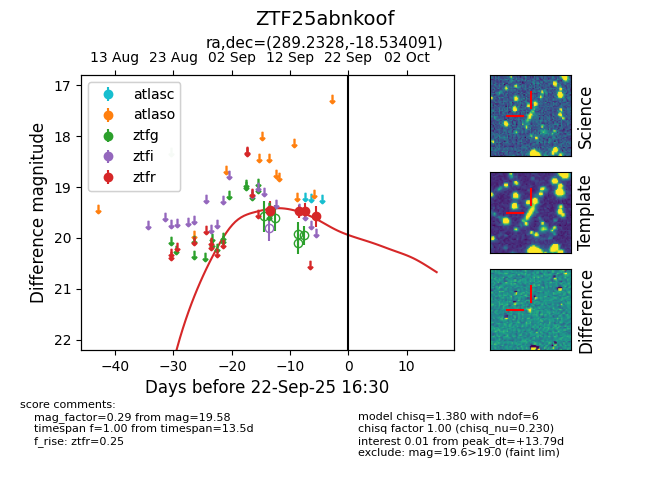 ZTF25abnkoof
ra,dec=(289.2328,-18.534091)
13 Aug 23 Aug 02 Sep 12 Sep 22 Sep 02 Oct
17
18
19
20
21
22
Difference magnitude
atlasc
atlaso
ztfg
ztfi
ztfr
−40 −30 −20 −10 0 10
Days before 22-Sep-25 16:30
Science
Template
Difference
score comments:
mag_factor=0.29 from mag=19.58
timespan f=1.00 from timespan=13.5d
f_rise: ztfr=0.25
model chisq=1.380 with ndof=6
chisq factor 1.00 (chisq_nu=0.230)
interest 0.01 from peak_dt=+13.79d
exclude: mag=19.6>19.0 (faint lim)